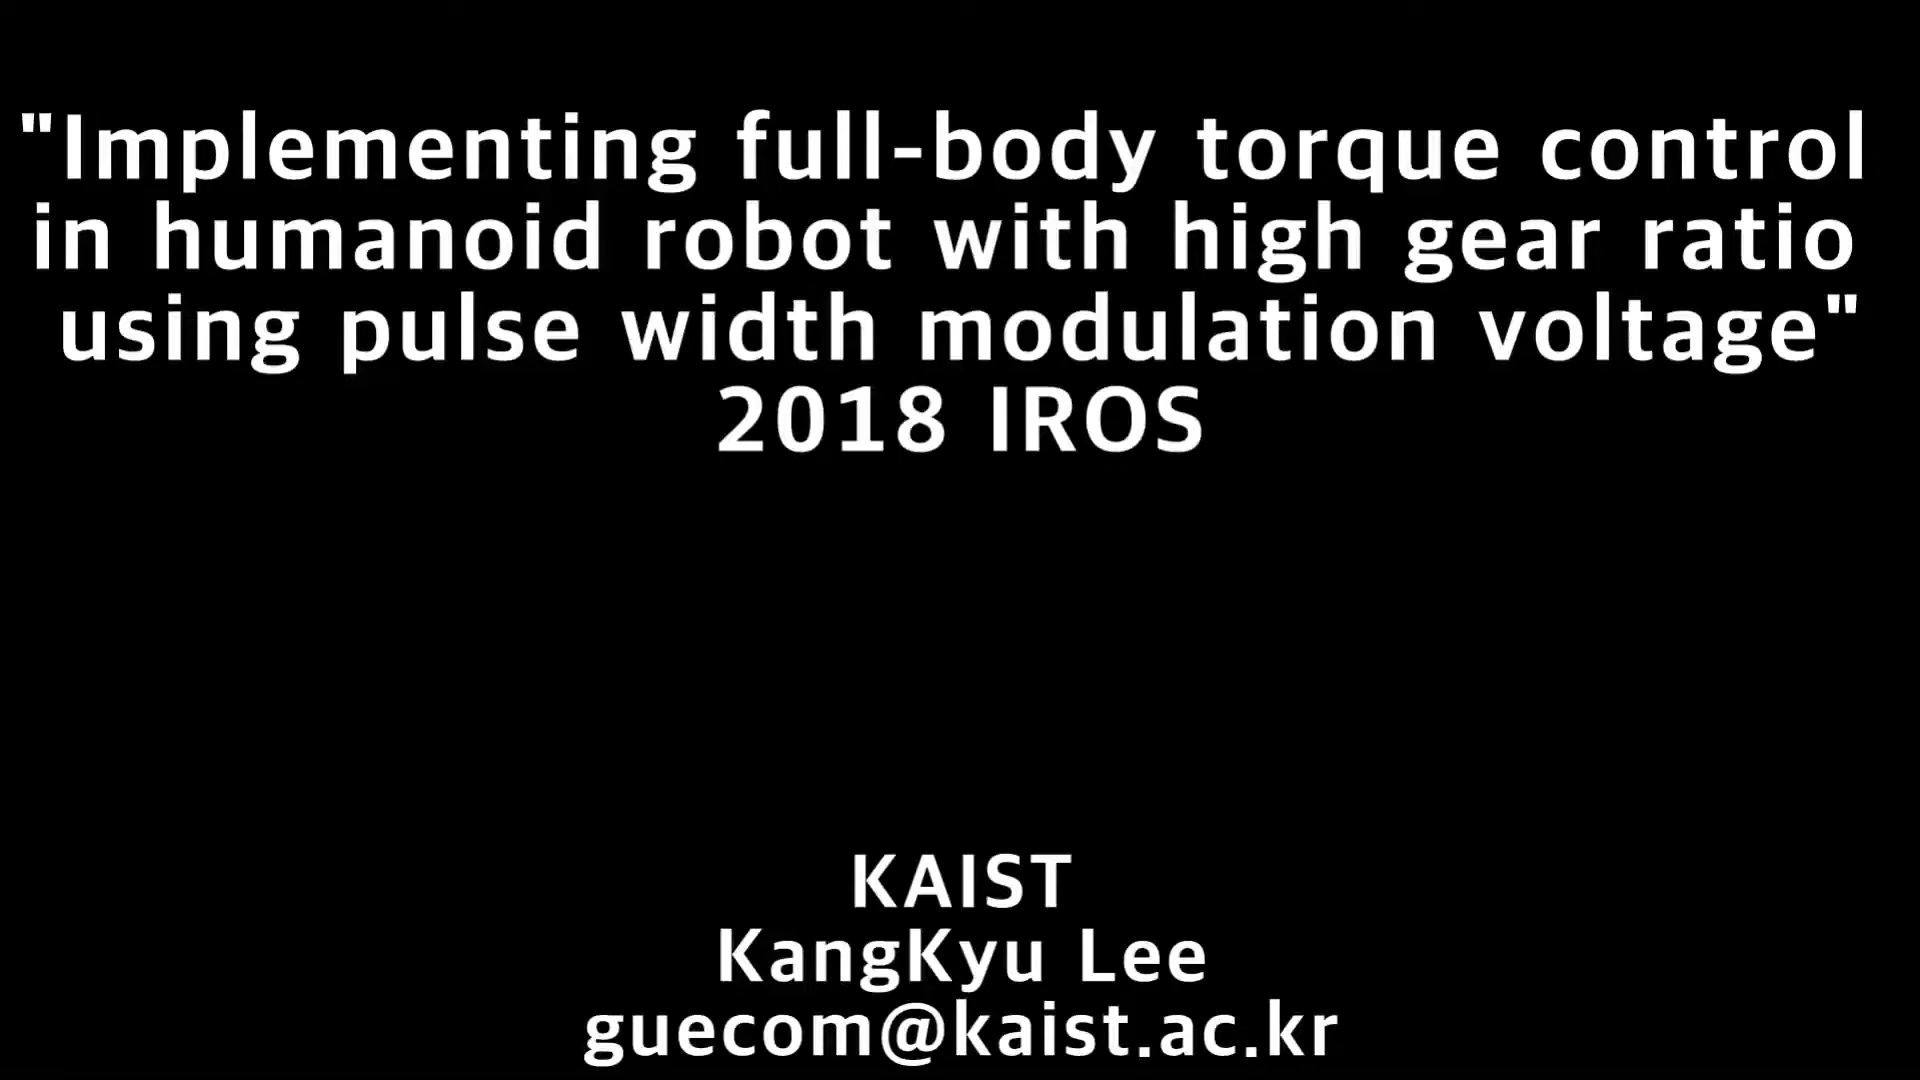 "Implementing full-body torque control
in humanoid robot with high gear ratio
using pulse width modulation voltage"
2018 IROS
KAIST
KangKyu Lee
guecom@kaist.ac.kr